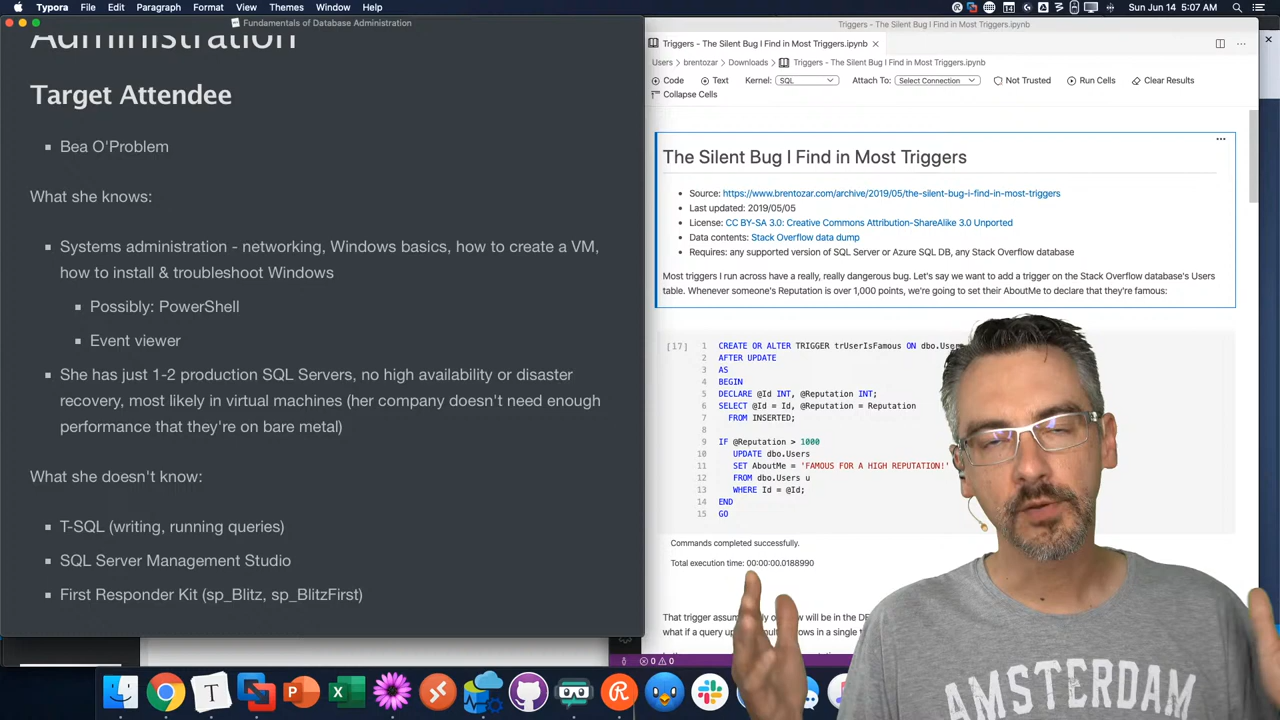 Typora File Edit Paragraph Format View Themes Window Help
Sun Jun 14 5:07 AM
Fundamentals of Database Administration
Administration
Target Attendee
Bea O'Problem
What she knows:
Systems administration - networking, Windows basics, how to create a VM,
how to install & troubleshoot Windows
Possibly: PowerShell
Event viewer
She has just 1-2 production SQL Servers, no high availability or disaster
recovery, most likely in virtual machines (her company doesn't need enough
performance that they're on bare metal)
What she doesn't know:
T-SQL (writing, running queries)
SQL Server Management Studio
First Responder Kit (sp_Blitz, sp_BlitzFirst)
Triggers - The Silent Bug I Find in Most Triggers.ipynb
Triggers - The Silent Bug I Find in Most Triggers.ipynb
Users > brentozar > Downloads > Triggers - The Silent Bug I Find in Most Triggers.ipynb
Code Text Kernel: SQL Attach To: Select Connection Not Trusted Run Cells Clear Results
Collapse Cells
The Silent Bug I Find in Most Triggers
Source: https://www.brentozar.com/archive/2019/05/the-silent-bug-i-find-in-most-triggers
Last updated: 2019/05/05
License: CC BY-SA 3.0: Creative Commons Attribution-ShareAlike 3.0 Unported
Data contents: Stack Overflow data dump
Requires: any supported version of SQL Server or Azure SQL DB, any Stack Overflow database
Most triggers I run across have a really, really dangerous bug. Let's say we want to add a trigger on the Stack Overflow database's Users
table. Whenever someone's Reputation is over 1,000 points, we're going to set their AboutMe to declare that they're famous:
[17] 1 CREATE OR ALTER TRIGGER trUserIsFamous ON
2 AFTER UPDATE
3 AS
4 BEGIN
5 DECLARE @Id INT, @Reputation INT;
6 SELECT @Id = Id, @Reputation = Reputation
7 FROM INSERTED;
8
9 IF @Reputation > 1000
10 UPDATE dbo.Users
11 SET AboutMe = 'FAMOUS FOR A HIGH REPUTATION!'
12 FROM dbo.Users u
13 WHERE Id = @Id;
14 END
15 GO
Commands completed successfully.
Total execution time: 00:00:00.0188990
That trigger will be in the
what if a query in a single
0 0
AMSTERDAM